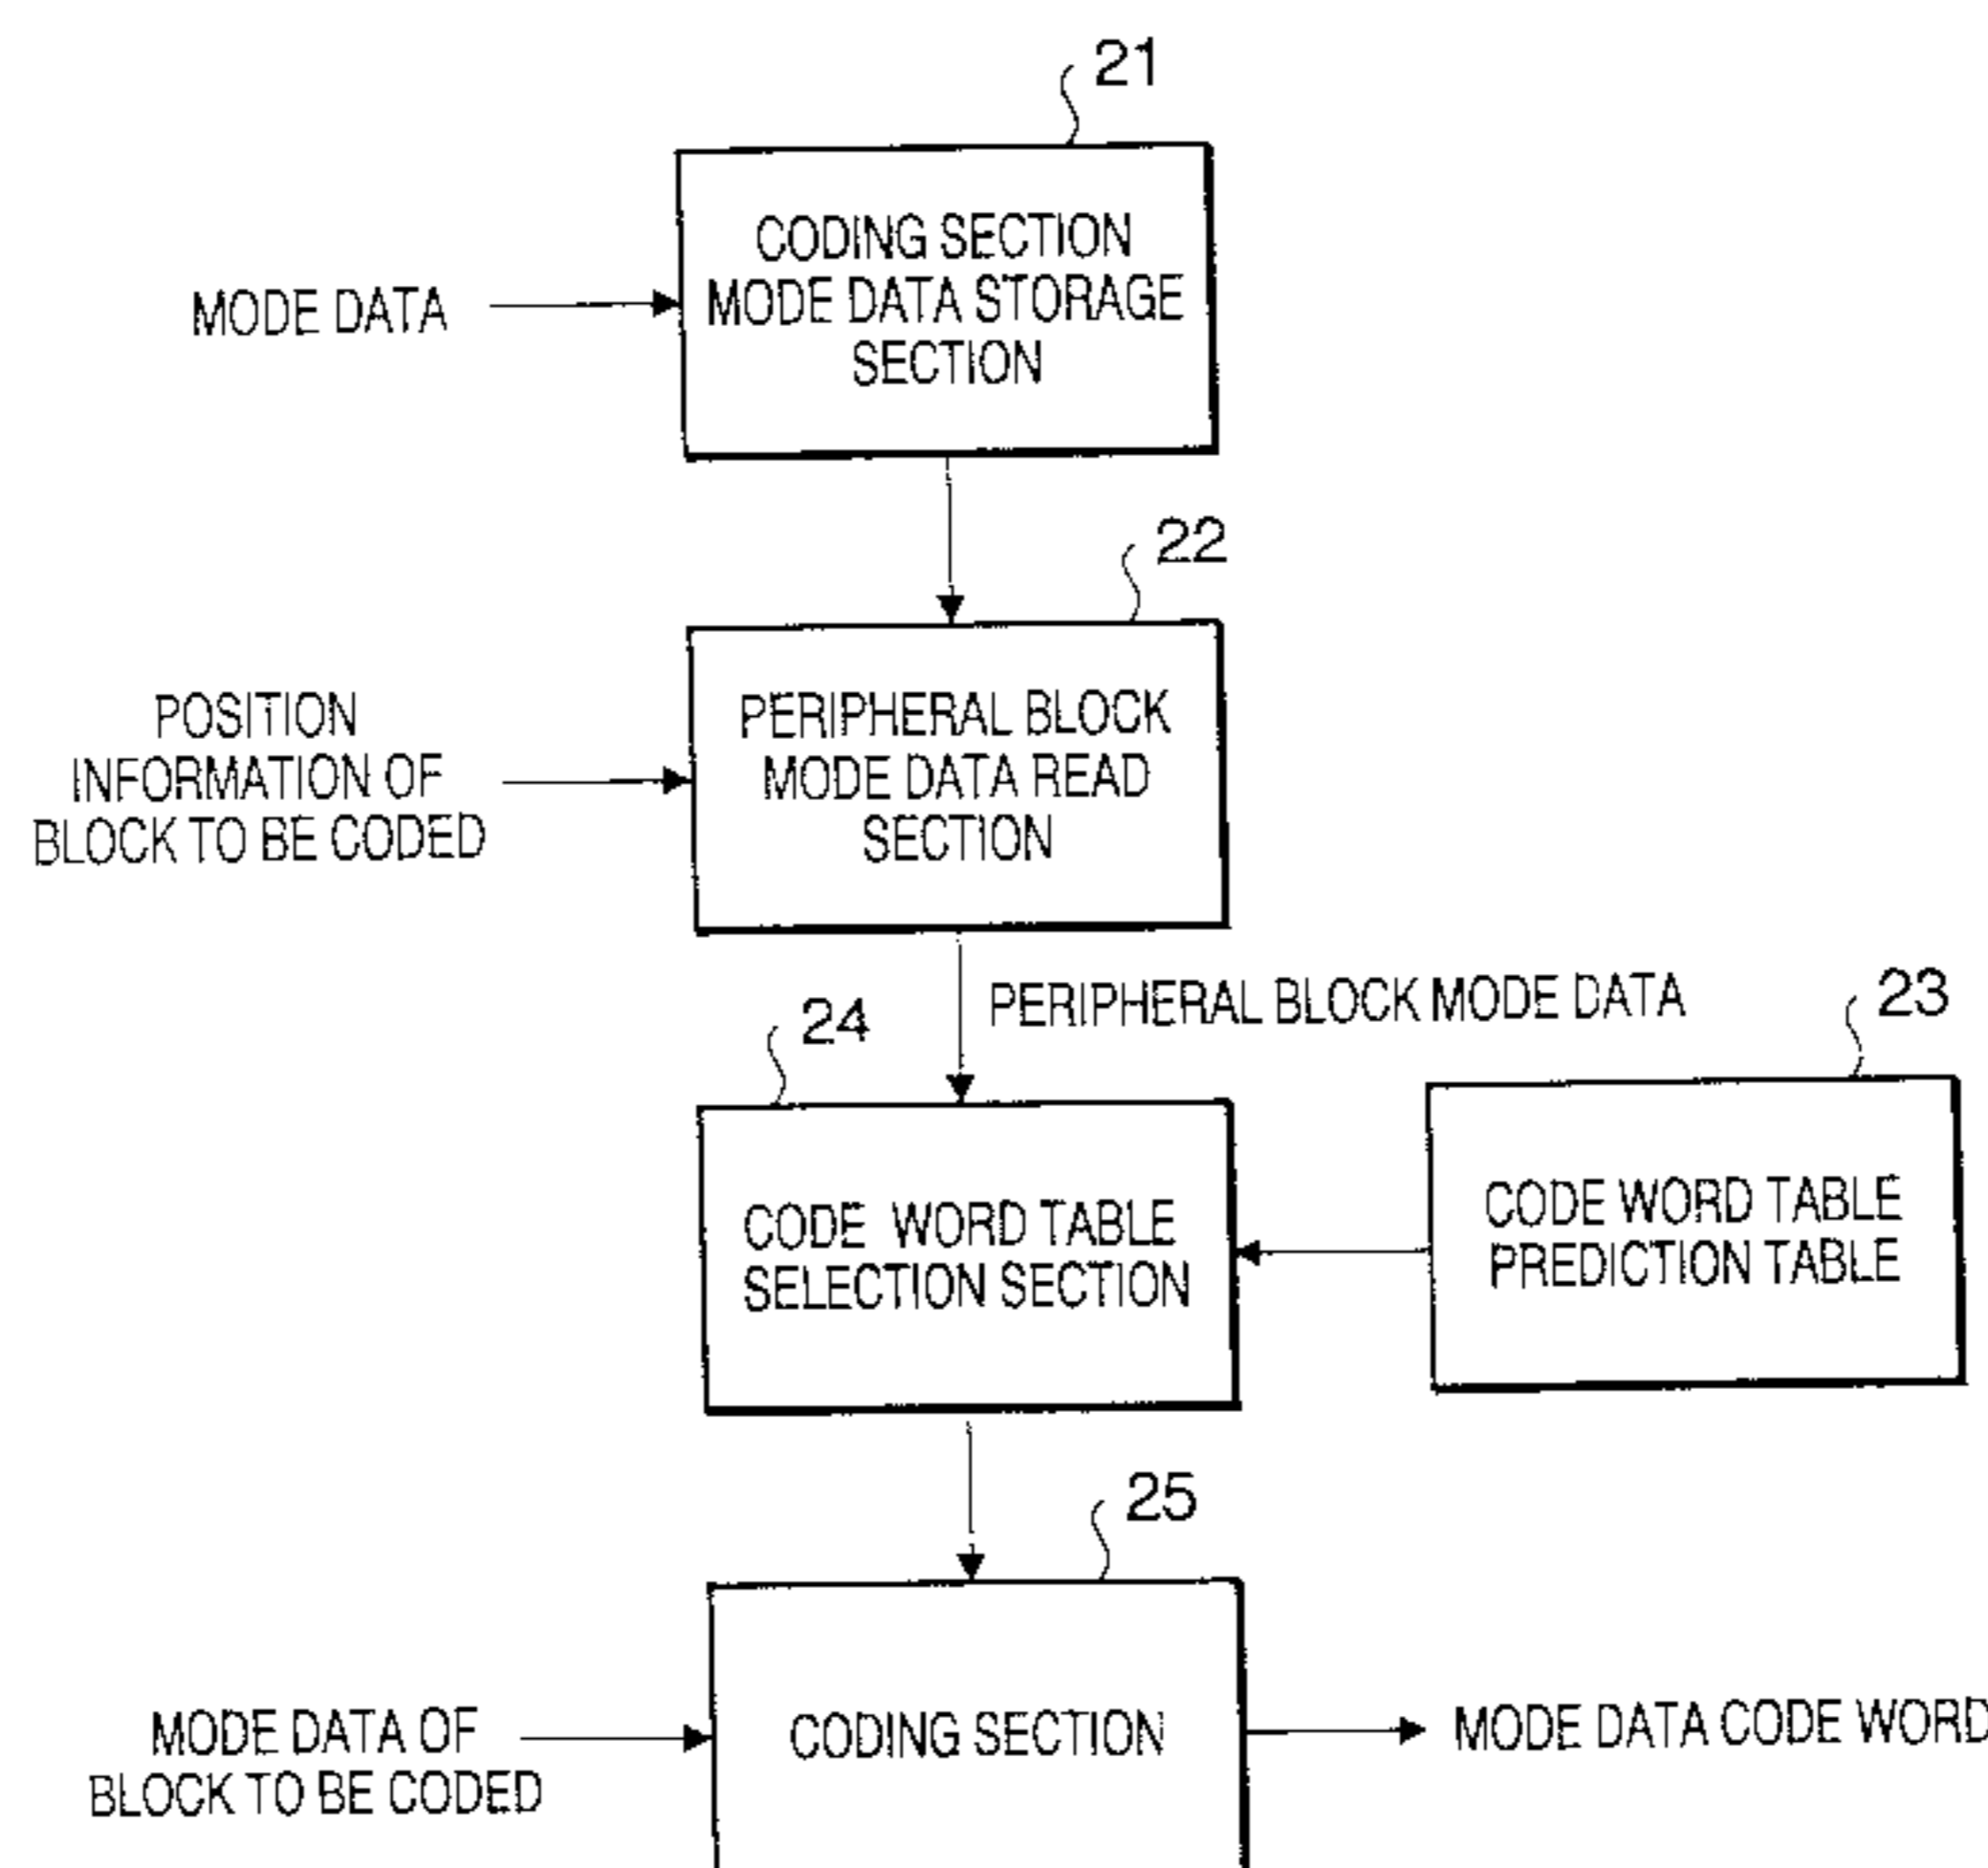 21
CODING SECTION
MODE DATA STORAGE
SECTION
MODE DATA
22
PERIPHERAL BLOCK
MODE DATA READ
SECTION
POSITION
INFORMATION OF
BLOCK TO BE CODED
PERIPHERAL BLOCK MODE DATA
23
24
CODE WORD TABLE
SELECTION SECTION
CODE WORD TABLE
PREDICTION TABLE
25
MODE DATA OF
BLOCK TO BE CODED
CODING SECTION
MODE DATA CODE WORD